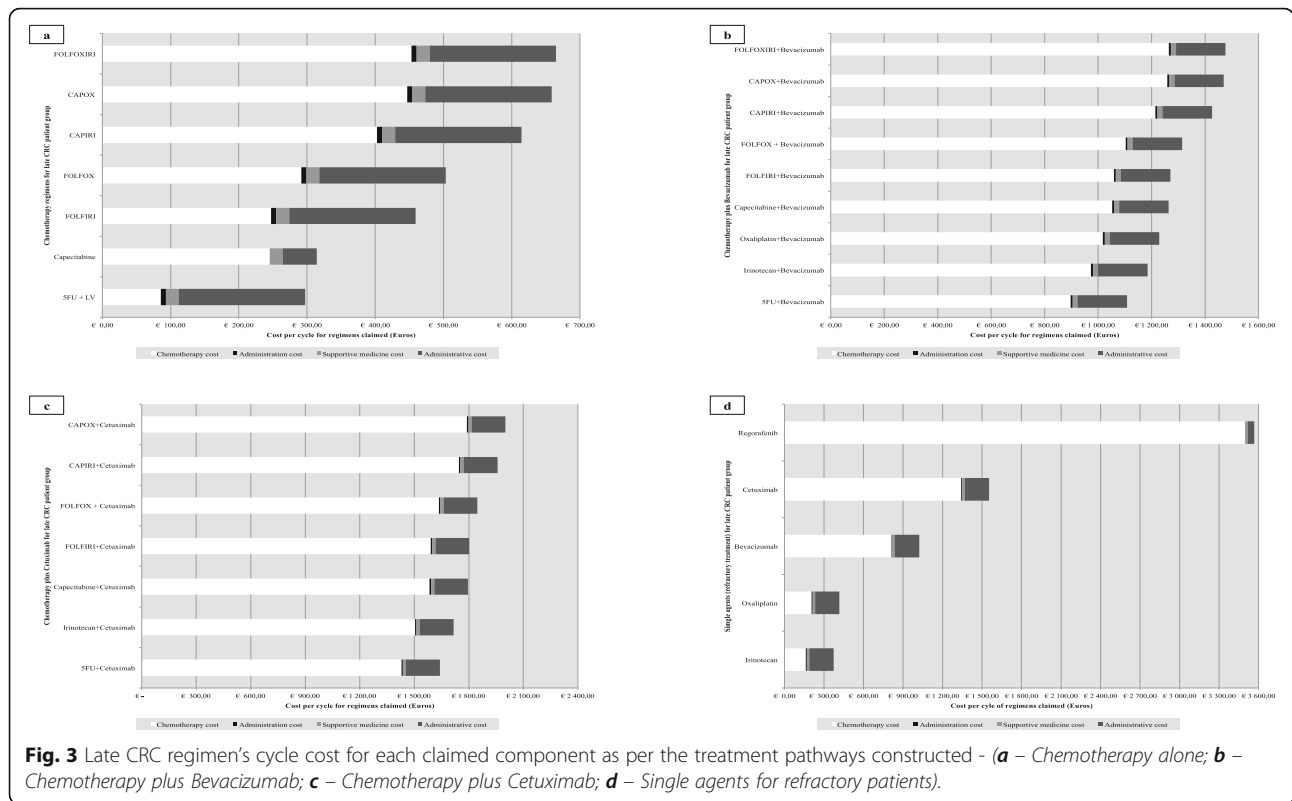 a
Chemotherapy regimens for late CRC patient group
FOLFOXIRI
CAPOX
CAPIRI
FOLFOX
FOLFIRI
Capecitabine
5FU + LV
€ 0,00 € 100,00 € 200,00 € 300,00 € 400,00 € 500,00 € 600,00 € 700,00
Cost per cycle for regimens claimed (Euros)
Chemotherapy cost Administration cost Supportive medicine cost Administrative cost
b
Chemotherapy plus Bevacizumab for late CRC patient group
FOLFOXIRI+Bevacizumab
CAPOX+Bevacizumab
CAPIRI+Bevacizumab
FOLFOX + Bevacizumab
FOLFIRI+Bevacizumab
Capecitabine+Bevacizumab
Oxaliplatin+Bevacizumab
Irinotecan+Bevacizumab
5FU+Bevacizumab
€ 0,00 € 200,00 € 400,00 € 600,00 € 800,00 € 1 000,00 € 1 200,00 € 1 400,00 € 1 600,00
Cost per cycle for regimens claimed (Euros)
Chemotherapy cost Administration cost Supportive medicine cost Administrative cost
c
Chemotherapy plus Cetuximab for late CRC patient group
CAPOX+Cetuximab
CAPIRI+Cetuximab
FOLFOX + Cetuximab
FOLFIRI+Cetuximab
Capecitabine+Cetuximab
Irinotecan+Cetuximab
5FU+Cetuximab
€ - € 300,00 € 600,00 € 900,00 € 1 200,00 € 1 500,00 € 1 800,00 € 2 100,00 € 2 400,00
Cost per cycle for regimens claimed (Euros)
Chemotherapy cost Administration cost Supportive medicine cost Administrative cost
d
Single agents (refractory treatment) for late CRC patient group
Regorafenib
Cetuximab
Bevacizumab
Oxaliplatin
Irinotecan
€ 0,00 € 300,00 € 600,00 € 900,00 € 1 200,00 € 1 500,00 € 1 800,00 € 2 100,00 € 2 400,00 € 2 700,00 € 3 000,00 € 3 300,00 € 3 600,00
Cost per cyle of regimens claimed (Euros)
Chemotherapy cost Administration cost Supportive medicine cost Administrative cost
Fig. 3 Late CRC regimen's cycle cost for each claimed component as per the treatment pathways constructed - (a – Chemotherapy alone; b –
Chemotherapy plus Bevacizumab; c – Chemotherapy plus Cetuximab; d – Single agents for refractory patients).